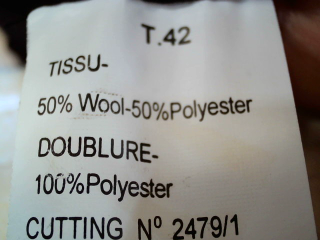 T.42
TISSU-
50% Wool-50%Polyester
DOUBLURE-
100%Polyester
CUTTING Nº 2479/1